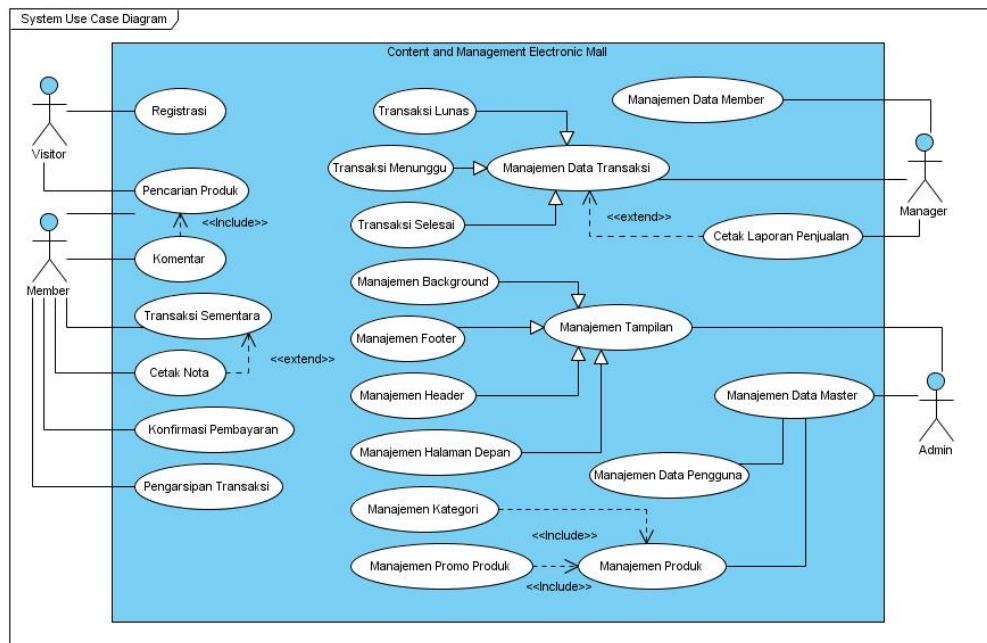 System Use Case Diagram
Content and Management Electronic Mall
Visitor
Member
Registrasi
Pencarian Produk
<<Include>>
Komentar
Transaksi Sementara
<<extend>>
Cetak Nota
Konfirmasi Pembayaran
Pengarsipan Transaksi
Transaksi Lunas
Transaksi Menunggu
Manajemen Data Transaksi
Transaksi Selesai
<<extend>>
Cetak Laporan Penjualan
Manajemen Data Member
Manager
Manajemen Background
Manajemen Footer
Manajemen Tampilan
Manajemen Header
Manajemen Halaman Depan
Manajemen Data Master
Admin
Manajemen Data Pengguna
Manajemen Kategori
<<Include>>
Manajemen Promo Produk
<<Include>>
Manajemen Produk